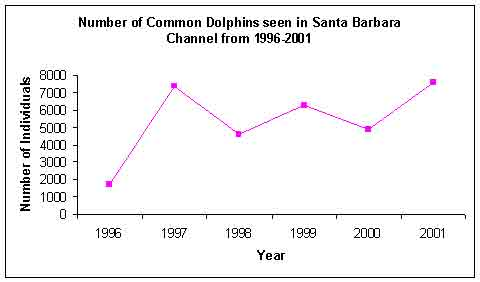 Number of Common Dolphins seen in Santa Barbara
Channel from 1996-2001
Number of Individuals
8000
7000
6000
5000
4000
3000
2000
1000
0
1996 1997 1998 1999 2000 2001
Year